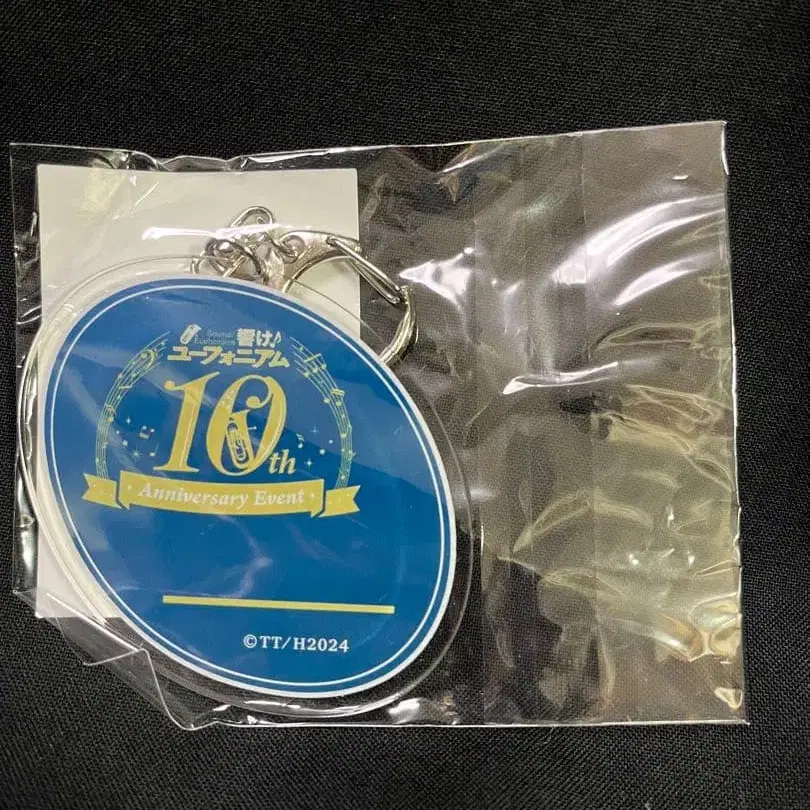 Sound!
Euphonium
響け♪
ユーフォニアム
10th
Anniversary Event
©TT/H2024